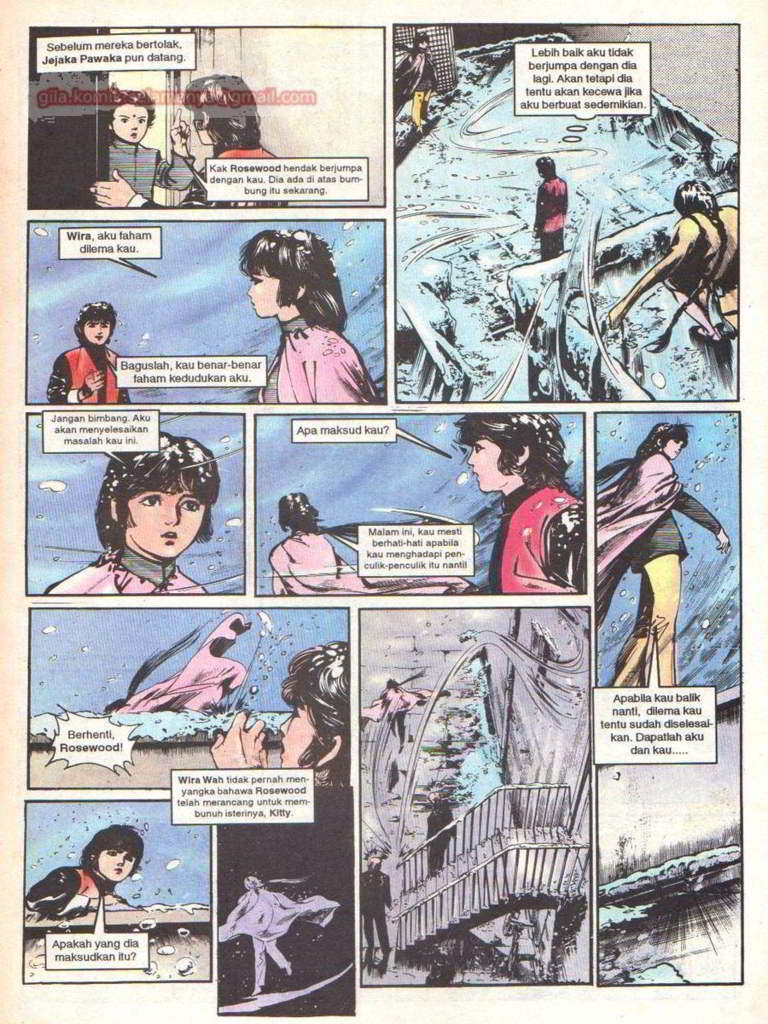 Sebelum mereka bertolak,
Jejaka Pawaka pun datang.
Kak Rosewood hendak berjumpa
dengan kau. Dia ada di atas bum-
bung itu sekarang.
Lebih baik aku tidak
berjumpa dengan dia
lagi. Akan tetapi dia
tentu akan kecewa jika
aku berbuat sedemikian.
Wira, aku faham
dilema kau.
Baguslah, kau benar-benar
faham kedudukan aku.
Jangan bimbang. Aku
akan menyelesaikan
masalah kau ini.
Apa maksud kau?
Malam ini, kau mesti
berhati-hati apabila
kau menghadapi pen-
culik-penculik itu nanti!
Apabila kau balik
nanti, dilema kau
tentu sudah diselesai-
kan. Dapatlah aku
dan kau.....
Berhenti,
Rosewood!
Wira Wah tidak pernah men-
yangka bahawa Rosewood
telah merancang untuk mem-
bunuh isterinya, Kitty.
Apakah yang dia
maksudkan itu?